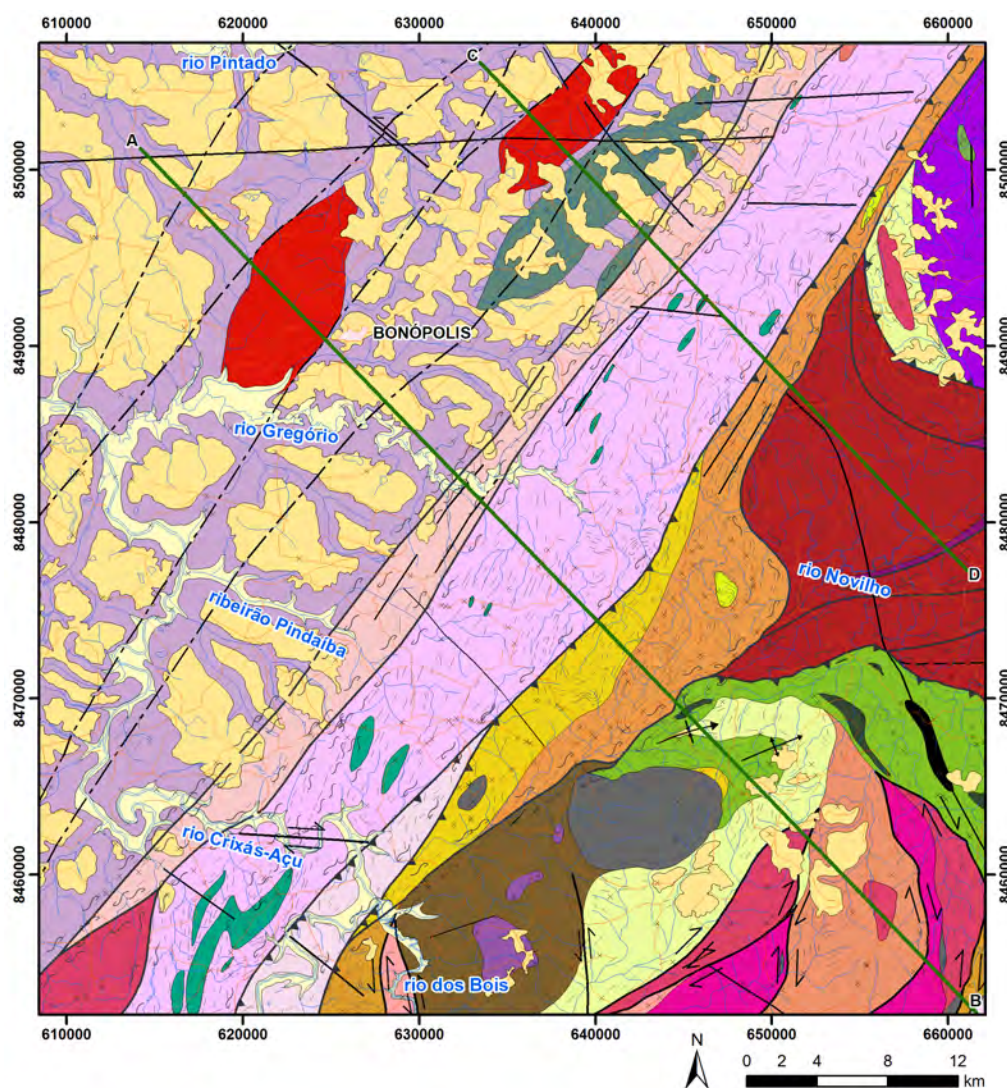 610000 620000 630000 640000 650000 660000
rio Pintado
C
A
8500000 8500000
BONÓPOLIS
8490000 8490000
rio Gregório
8480000 8480000
D
rio Novilho
ribeirão Pindaíba
8470000 8470000
rio Crixás-Açu
8460000 8460000
rio dos Bois
B
610000 620000 630000 640000 650000 660000
N
0 2 4 8 12
km